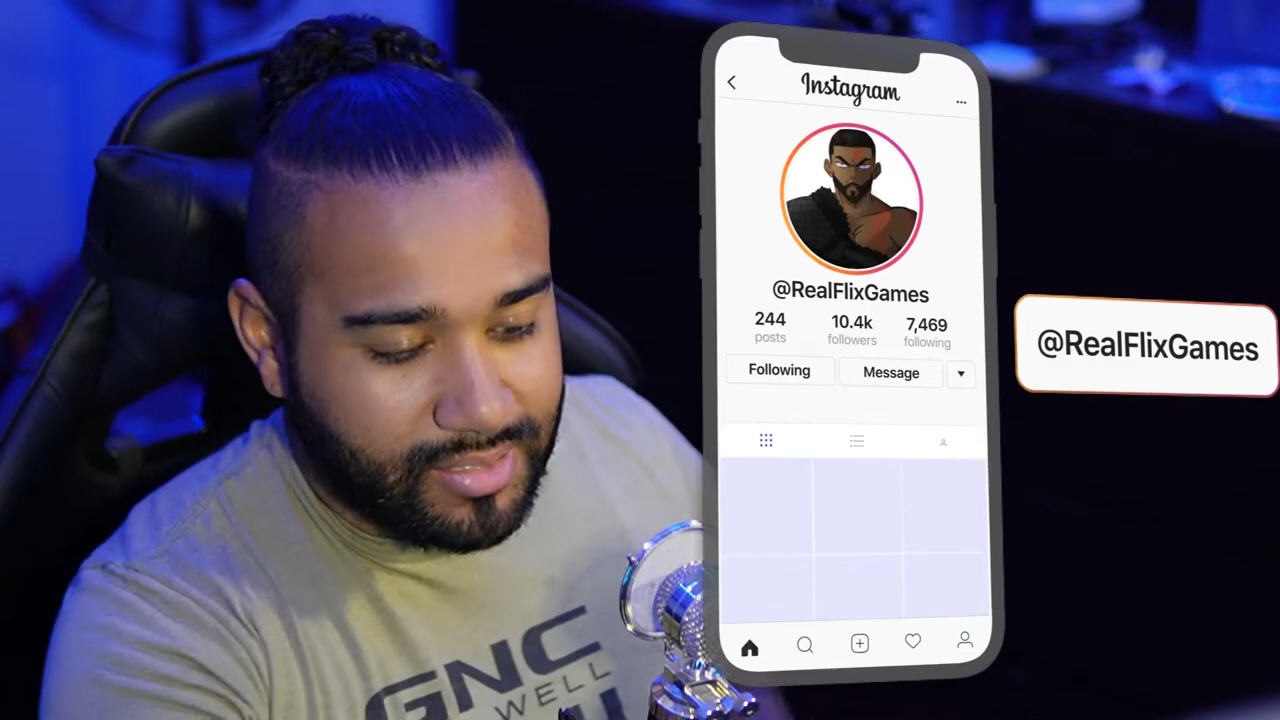 Instagram
@RealFlixGames
244
posts
10.4k
followers
7,469
following
Following
Message
@RealFlixGames
GNC
WELL